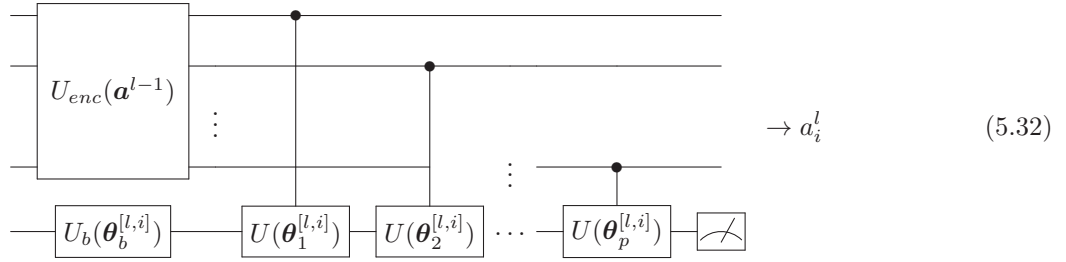 U_{enc}(𝒂^{l−1})
⋮
→ a_i^l (5.32)
⋮
U_b(𝜽_b^{[l,i]}) U(𝜽_1^{[l,i]}) U(𝜽_2^{[l,i]}) ⋯ U(𝜽_p^{[l,i]})